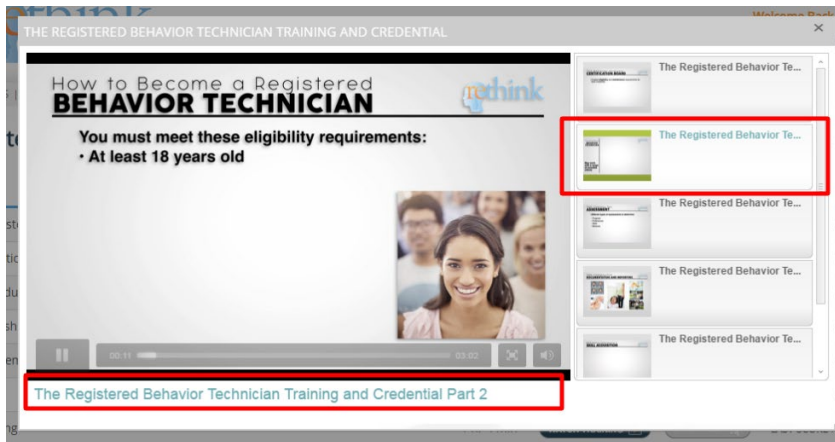 Welcome Back
THE REGISTERED BEHAVIOR TECHNICIAN TRAINING AND CREDENTIAL
×
How to Become a Registered
BEHAVIOR TECHNICIAN
rethink
You must meet these eligibility requirements:
• At least 18 years old
00:11
03:02
The Registered Behavior Technician Training and Credential Part 2
The Registered Behavior Te...
The Registered Behavior Te...
The Registered Behavior Te...
The Registered Behavior Te...
The Registered Behavior Te...